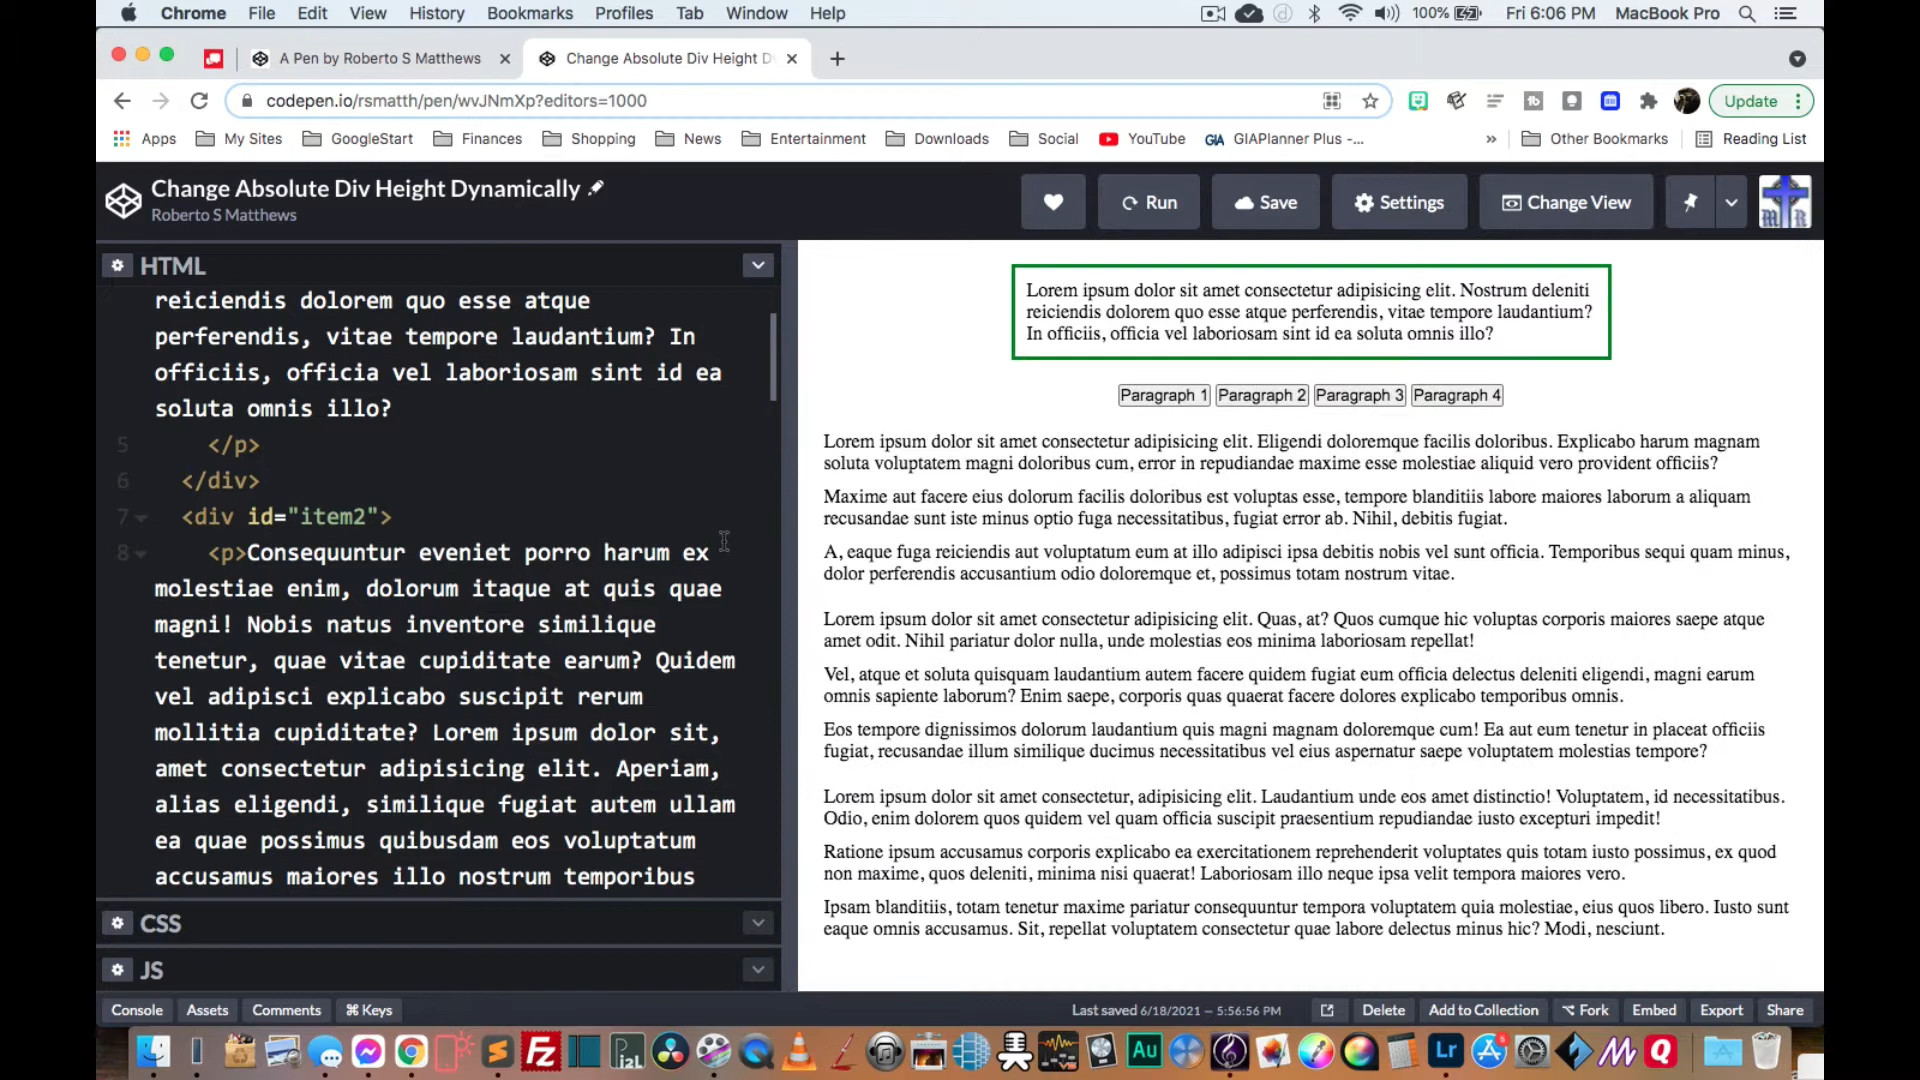 Chrome File Edit View History Bookmarks Profiles Tab Window Help 100% Fri 6:06 PM MacBook Pro
A Pen by Roberto S Matthews Change Absolute Div Height D
codepen.io/rsmatth/pen/wvJNmXp?editors=1000 Update
Apps My Sites GoogleStart Finances Shopping News Entertainment Downloads Social YouTube GIA GIAPlanner Plus -... » Other Bookmarks Reading List
Change Absolute Div Height Dynamically
Roberto S Matthews
Run Save Settings Change View
HTML
reiciendis dolorem quo esse atque
perferendis, vitae tempore laudantium? In
officiis, officia vel laboriosam sint id ea
soluta omnis illo?
5 </p>
6 </div>
7 <div id="item2">
8 <p>Consequuntur eveniet porro harum ex
molestiae enim, dolorum itaque at quis quae
magni! Nobis natus inventore similique
tenetur, quae vitae cupiditate earum? Quidem
vel adipisci explicabo suscipit rerum
mollitia cupiditate? Lorem ipsum dolor sit,
amet consectetur adipisicing elit. Aperiam,
alias eligendi, similique fugiat autem ullam
ea quae possimus quibusdam eos voluptatum
accusamus maiores illo nostrum temporibus
CSS
JS
Lorem ipsum dolor sit amet consectetur adipisicing elit. Nostrum deleniti
reiciendis dolorem quo esse atque perferendis, vitae tempore laudantium?
In officiis, officia vel laboriosam sint id ea soluta omnis illo?
Paragraph 1 Paragraph 2 Paragraph 3 Paragraph 4
Lorem ipsum dolor sit amet consectetur adipisicing elit. Eligendi doloremque facilis doloribus. Explicabo harum magnam
soluta voluptatem magni doloribus cum, error in repudiandae maxime esse molestiae aliquid vero provident officiis?
Maxime aut facere eius dolorum facilis doloribus est voluptas esse, tempore blanditiis labore maiores laborum a aliquam
recusandae sunt iste minus optio fuga necessitatibus, fugiat error ab. Nihil, debitis fugiat.
A, eaque fuga reiciendis aut voluptatum eum at illo adipisci ipsa debitis nobis vel sunt officia. Temporibus sequi quam minus,
dolor perferendis accusantium odio doloremque et, possimus totam nostrum vitae.
Lorem ipsum dolor sit amet consectetur adipisicing elit. Quas, at? Quos cumque hic voluptas corporis maiores saepe atque
amet odit. Nihil pariatur dolor nulla, unde molestias eos minima laboriosam repellat!
Vel, atque et soluta quisquam laudantium autem facere quidem fugiat eum officia delectus deleniti eligendi, magni earum
omnis sapiente laborum? Enim saepe, corporis quas quaerat facere dolores explicabo temporibus omnis.
Eos tempore dignissimos dolorum laudantium quis magni magnam doloremque cum! Ea aut eum tenetur in placeat officiis
fugiat, recusandae illum similique ducimus necessitatibus vel eius aspernatur saepe voluptatem molestias tempore?
Lorem ipsum dolor sit amet consectetur, adipisicing elit. Laudantium unde eos amet distinctio! Voluptatem, id necessitatibus.
Odio, enim dolorem quos quidem vel quam officia suscipit praesentium repudiandae iusto excepturi impedit!
Ratione ipsum accusamus corporis explicabo ea exercitationem reprehenderit voluptates quis totam iusto possimus, ex quod
non maxime, quos deleniti, minima nisi quaerat! Laboriosam illo neque ipsa velit tempora maiores vero.
Ipsam blanditiis, totam tenetur maxime pariatur consequuntur tempora voluptatem quia molestiae, eius quos libero. Iusto sunt
eaque omnis accusamus. Sit, repellat voluptatem consectetur quae labore delectus minus hic? Modi, nesciunt.
Console Assets Comments ⌘ Keys Last saved 6/18/2021 — 5:56:56 PM Delete Add to Collection Fork Embed Export Share
Fz Au Lr Q